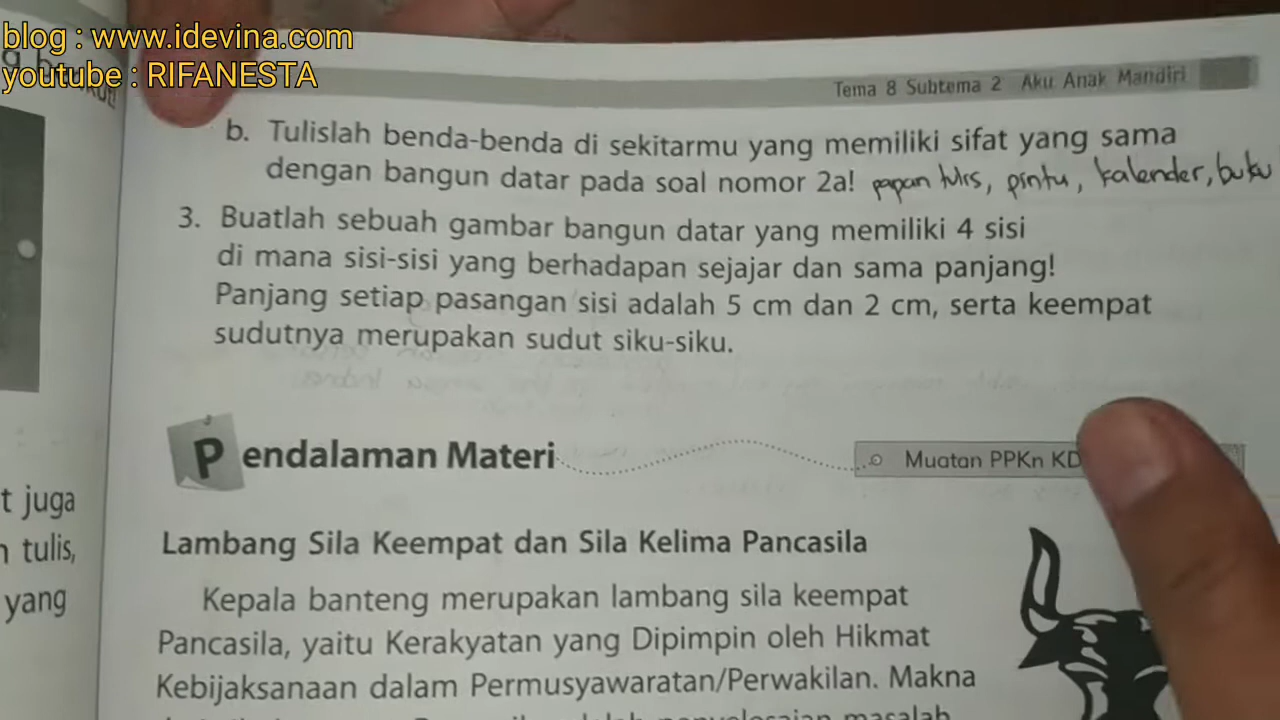 blog : www.idevina.com
youtube : RIFANESTA
Tema 8 Subtema 2 Aku Anak Mandiri
b. Tulislah benda-benda di sekitarmu yang memiliki sifat yang sama
dengan bangun datar pada soal nomor 2a! papan tulis, pintu, kalender, buku
3. Buatlah sebuah gambar bangun datar yang memiliki 4 sisi
di mana sisi-sisi yang berhadapan sejajar dan sama panjang!
Panjang setiap pasangan sisi adalah 5 cm dan 2 cm, serta keempat
sudutnya merupakan sudut siku-siku.
Pendalaman Materi
Muatan PPKn KD
t juga
tulis,
yang
Lambang Sila Keempat dan Sila Kelima Pancasila
Kepala banteng merupakan lambang sila keempat
Pancasila, yaitu Kerakyatan yang Dipimpin oleh Hikmat
Kebijaksanaan dalam Permusyawaratan/Perwakilan. Makna